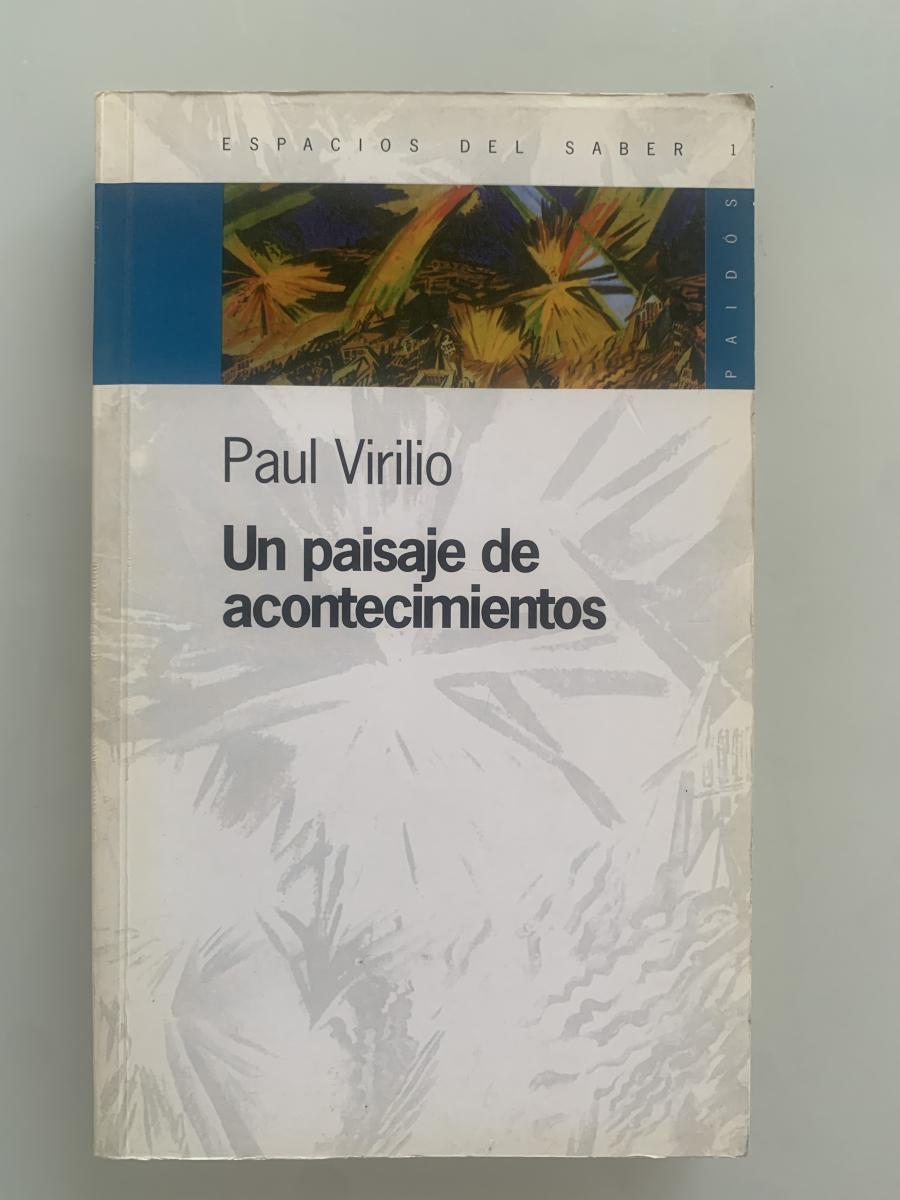 ESPACIOS DEL SABER 1
PAIDÓS
Paul Virilio
Un paisaje de
acontecimientos